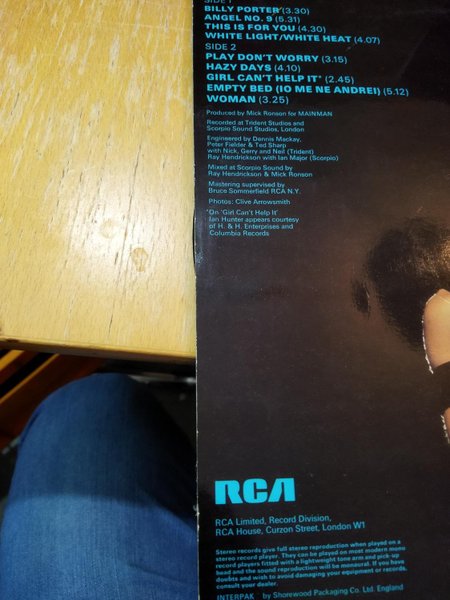 SIDE 1
BILLY PORTER* (3.30)
ANGEL NO. 9 (5.31)
THIS IS FOR YOU (4.30)
WHITE LIGHT/WHITE HEAT (4.07)
SIDE 2
PLAY DON'T WORRY (3.15)
HAZY DAYS (4.10)
GIRL CAN'T HELP IT* (2.45)
EMPTY BED (IO ME NE ANDREI) (5.12)
WOMAN (3.25)
Produced by Mick Ronson for MAINMAN
Recorded at Trident Studios and
Scorpio Sound Studios, London
Engineered by Dennis Mackay,
Peter Fielder & Ted Sharp
with Nick, Gerry and Neil (Trident)
Ray Hendrickson with Ian Major (Scorpio)
Mixed at Scorpio Sound by
Ray Hendricksen & Mick Ronson
Mastering supervised by
Bruce Sommerfield RCA N.Y.
Photos: Clive Arrowsmith
*On 'Girl Can't Help It'
Ian Hunter appears courtesy
of H. & H. Enterprises and
Columbia Records
RCA
RCA Limited, Record Division,
RCA House, Curzon Street, London W1
Stereo records give full stereo reproduction when played on a
stereo record player. They can be played on most modern mono
record players fitted with a lightweight tone arm and pick-up
head and the sound reproduction will be monaural. If you have
doubts and wish to avoid damaging your equipment or records,
consult your dealer.
INTERPAK by Shorewood Packaging Co. Ltd. England